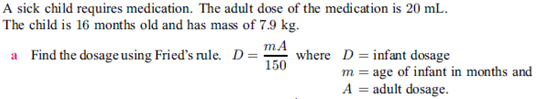 A sick child requires medication. The adult dose of the medication is 20 mL.
The child is 16 months old and has mass of 7.9 kg.
a Find the dosage using Fried's rule. D = mA/150 where D = infant dosage
m = age of infant in months and
A = adult dosage.